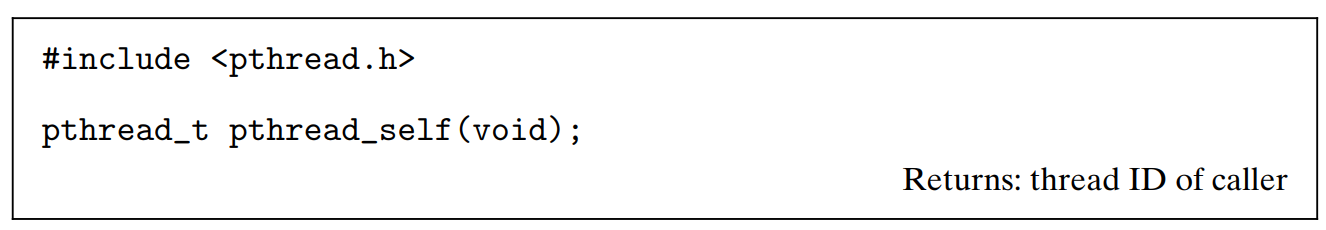 #include <pthread.h>
pthread_t pthread_self(void);
Returns: thread ID of caller